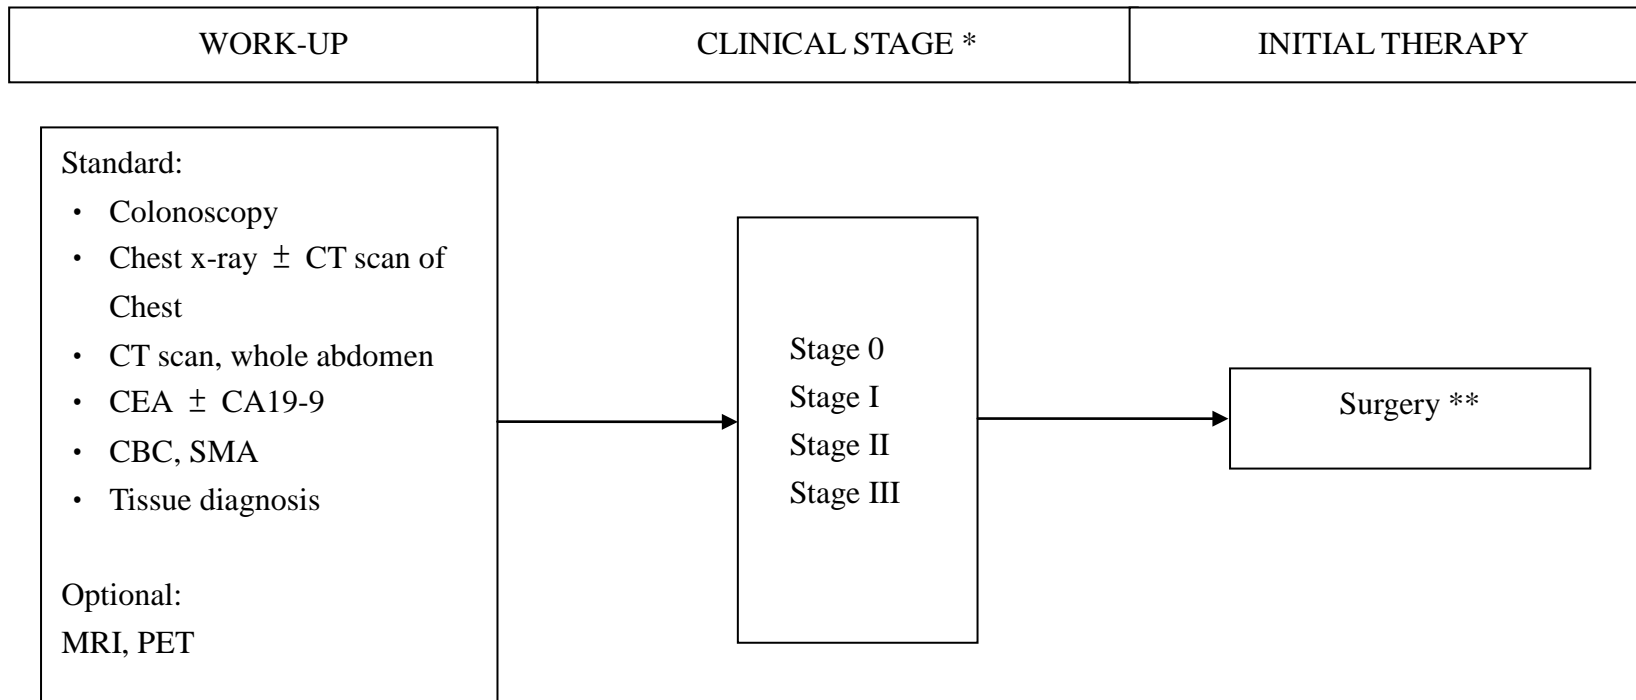 WORK-UP
CLINICAL STAGE *
INITIAL THERAPY
Standard:
・ Colonoscopy
・ Chest x-ray ± CT scan of
Chest
・ CT scan, whole abdomen
・ CEA ± CA19-9
・ CBC, SMA
・ Tissue diagnosis
Optional:
MRI, PET
Stage 0
Stage I
Stage II
Stage III
Surgery **